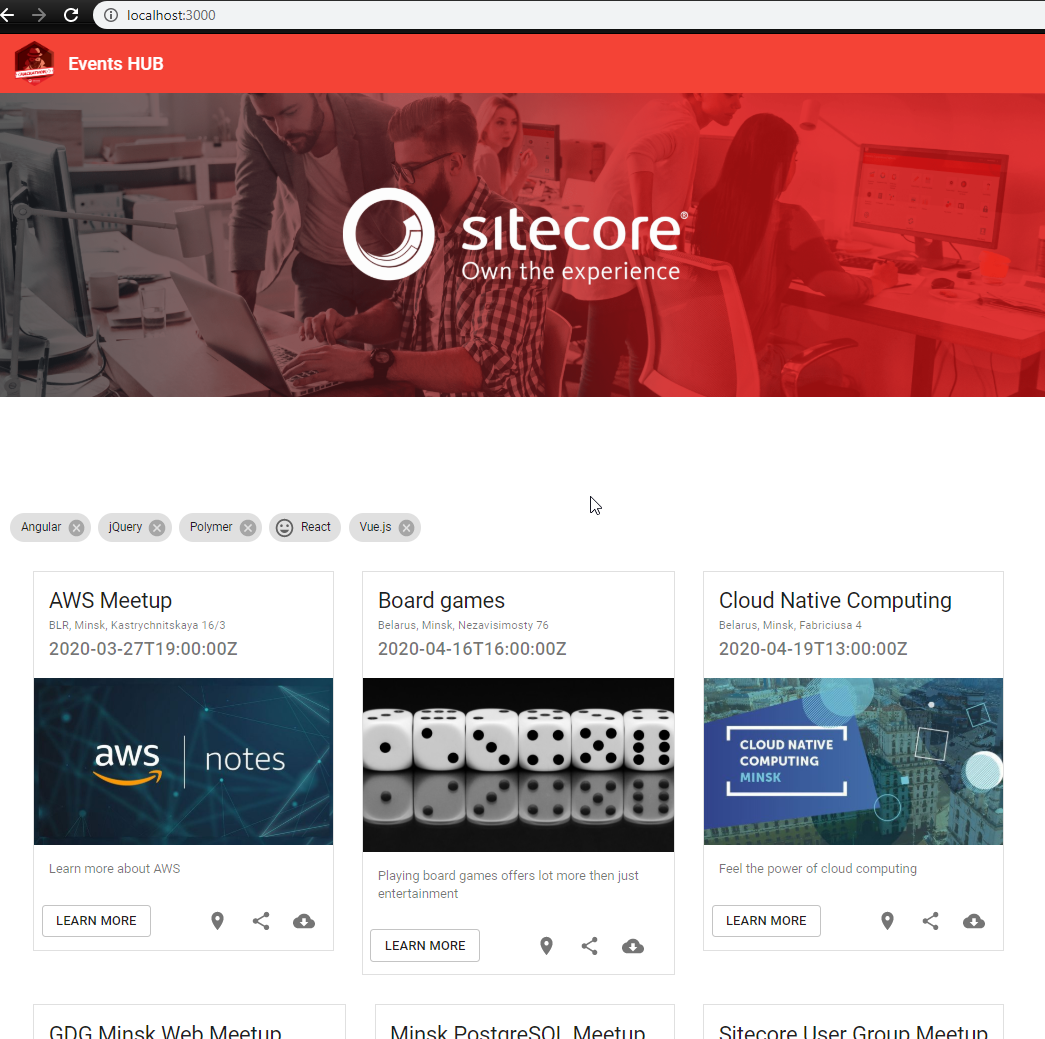 localhost:3000
HACKATHON
Events HUB
sitecore®
Own the experience
Angular jQuery Polymer React Vue.js
AWS Meetup
BLR, Minsk, Kastrychnitskaya 16/3
2020-03-27T19:00:00Z
aws notes
Learn more about AWS
LEARN MORE
Board games
Belarus, Minsk, Nezavisimosty 76
2020-04-16T16:00:00Z
Playing board games offers lot more then just
entertainment
LEARN MORE
Cloud Native Computing
Belarus, Minsk, Fabriciusa 4
2020-04-19T13:00:00Z
CLOUD NATIVE
COMPUTING
MINSK
Feel the power of cloud computing
LEARN MORE
GDG Minsk Web Meetup
Minsk PostgreSQL Meetup
Sitecore User Group Meetup